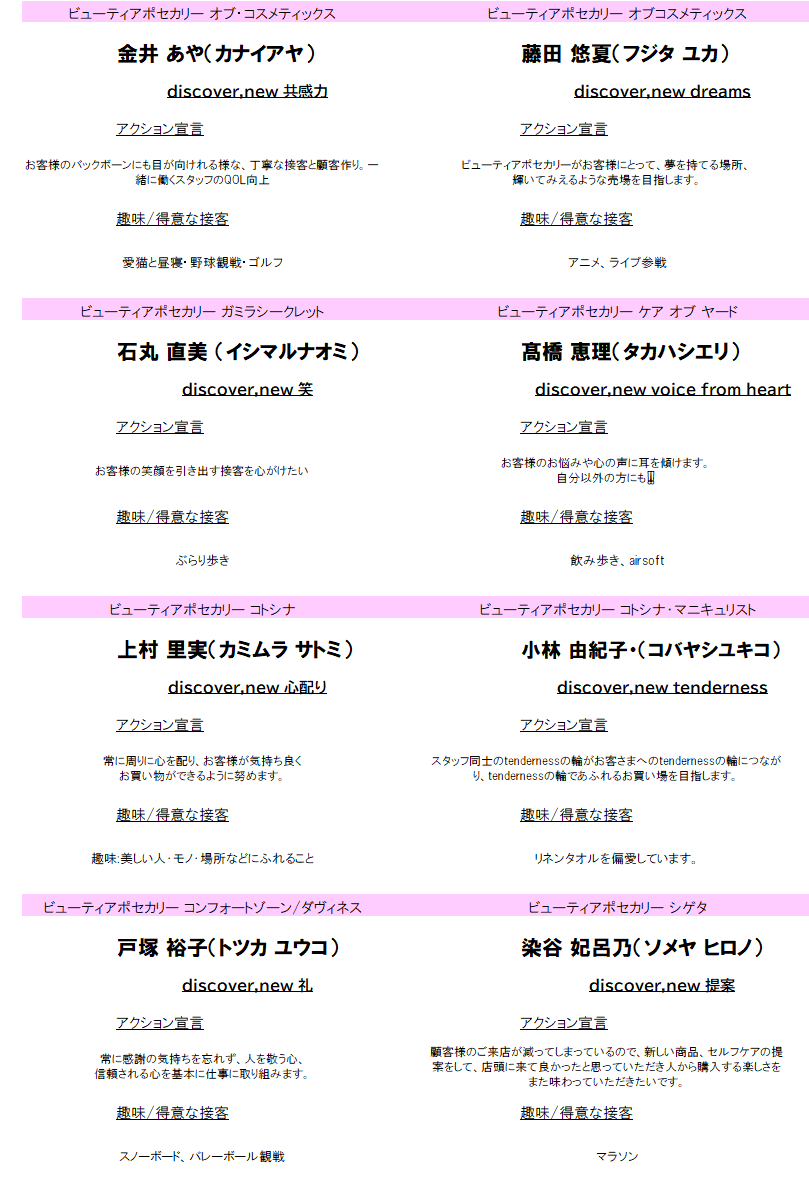 ビューティアポセカリー オブ・コスメティックス
金井 あや(カナイアヤ)
discover,new 共感力
アクション宣言
お客様のバックボーンにも目が向けれる様な、丁寧な接客と顧客作り。一
緒に働くスタッフのQOL向上
趣味/得意な接客
愛猫と昼寝・野球観戦・ゴルフ
ビューティアポセカリー オブコスメティックス
藤田 悠夏(フジタ ユカ)
discover,new dreams
アクション宣言
ビューティアポセカリーがお客様にとって、夢を持てる場所、
輝いてみえるような売場を目指します。
趣味/得意な接客
アニメ、ライブ参戦
ビューティアポセカリー ガミラシークレット
石丸 直美 (イシマルナオミ)
discover,new 笑
アクション宣言
お客様の笑顔を引き出す接客を心がけたい
趣味/得意な接客
ぶらり歩き
ビューティアポセカリー ケア オブ ヤード
髙橋 恵理(タカハシエリ)
discover,new voice from heart
アクション宣言
お客様のお悩みや心の声に耳を傾けます。
自分以外の方にも
趣味/得意な接客
飲み歩き、airsoft
ビューティアポセカリー コトシナ
上村 里実(カミムラ サトミ)
discover,new 心配り
アクション宣言
常に周りに心を配り、お客様が気持ち良く
お買い物ができるように努めます。
趣味/得意な接客
趣味:美しい人・モノ・場所などにふれること
ビューティアポセカリー コトシナ・マニキュリスト
小林 由紀子・(コバヤシユキコ)
discover,new tenderness
アクション宣言
スタッフ同士のtendernessの輪がお客さまへのtendernessの輪につなが
り、tendernessの輪であふれるお買い場を目指します。
趣味/得意な接客
リネンタオルを偏愛しています。
ビューティアポセカリー コンフォートゾーン/ダヴィネス
戸塚 裕子(トツカ ユウコ)
discover,new 礼
アクション宣言
常に感謝の気持ちを忘れず、人を敬う心、
信頼される心を基本に仕事に取り組みます。
趣味/得意な接客
スノーボード、バレーボール観戦
ビューティアポセカリー シゲタ
染谷 妃呂乃(ソメヤ ヒロノ)
discover,new 提案
アクション宣言
顧客様のご来店が減ってしまっているので、新しい商品、セルフケアの提
案をして、店頭に来て良かったと思っていただき人から購入する楽しさを
また味わっていただきたいです。
趣味/得意な接客
マラソン